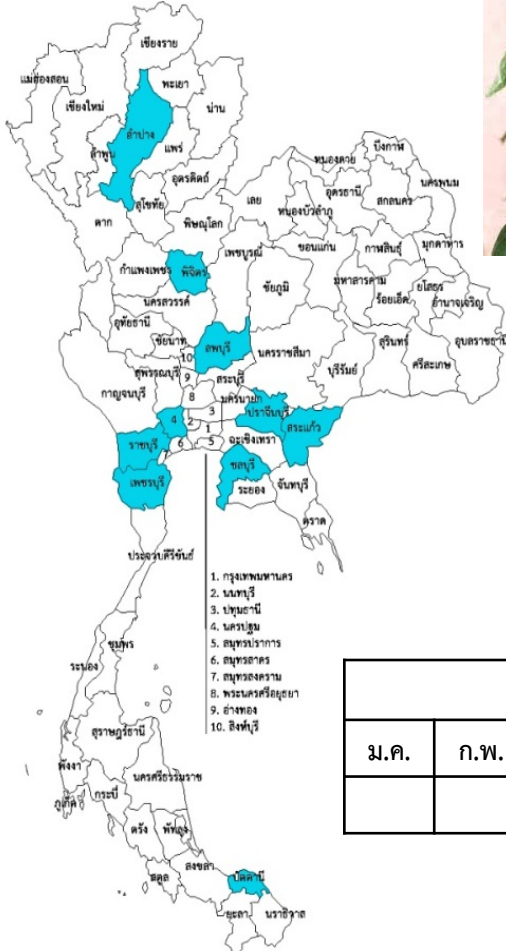 เชียงราย
แม่ฮ่องสอน
พะเยา
เชียงใหม่
น่าน
ลำปาง
ลำพูน
แพร่
อุตรดิตถ์
บึงกาฬ
หนองคาย
นครพนม
สุโขทัย
เลย
อุดรธานี
หนองบัวลำภู
สกลนคร
ตาก
พิษณุโลก
เพชรบูรณ์
ขอนแก่น
กาฬสินธุ์
มุกดาหาร
กำแพงเพชร
พิจิตร
ชัยภูมิ
มหาสารคาม
ร้อยเอ็ด
ยโสธร
อำนาจเจริญ
นครสวรรค์
อุทัยธานี
ชัยนาท
ลพบุรี
นครราชสีมา
บุรีรัมย์
สุรินทร์
ศรีสะเกษ
อุบลราชธานี
10
9
สุพรรณบุรี
สระบุรี
กาญจนบุรี
8
นครนายก
ปราจีนบุรี
สระแก้ว
4
3
2
1
ฉะเชิงเทรา
ราชบุรี
6
5
7
ชลบุรี
เพชรบุรี
ระยอง
จันทบุรี
ตราด
ประจวบคีรีขันธ์
1. กรุงเทพมหานคร
2. นนทบุรี
3. ปทุมธานี
4. นครปฐม
5. สมุทรปราการ
6. สมุทรสาคร
7. สมุทรสงคราม
8. พระนครศรีอยุธยา
9. อ่างทอง
10. สิงห์บุรี
ชุมพร
ระนอง
สุราษฎร์ธานี
พังงา
นครศรีธรรมราช
กระบี่
ภูเก็ต
ตรัง
พัทลุง
สตูล
สงขลา
ปัตตานี
ยะลา
นราธิวาส
ม.ค.
ก.พ.